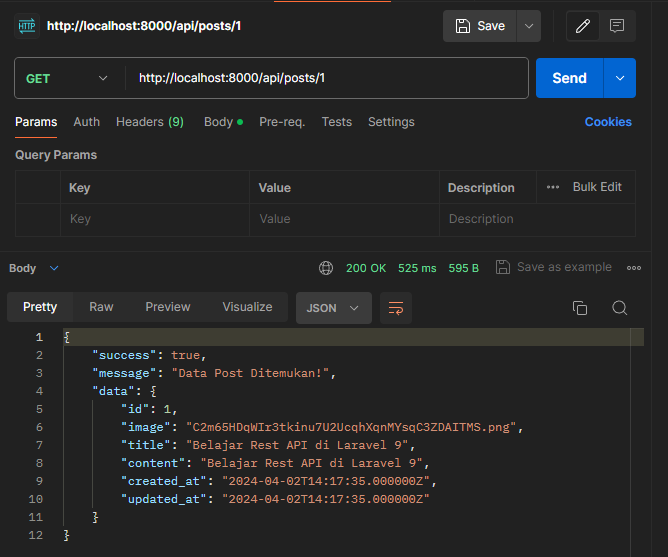 HTTP http://localhost:8000/api/posts/1 Save
GET http://localhost:8000/api/posts/1 Send
Params Auth Headers (9) Body Pre-req. Tests Settings Cookies
Query Params
Key Value Description ••• Bulk Edit
Key Value Description
Body 200 OK 525 ms 595 B Save as example •••
Pretty Raw Preview Visualize JSON
1 {
2 "success": true,
3 "message": "Data Post Ditemukan!",
4 "data": {
5 "id": 1,
6 "image": "C2m65HDqWIr3tkinu7U2UcqhXqnMYsqC3ZDAITMS.png",
7 "title": "Belajar Rest API di Laravel 9",
8 "content": "Belajar Rest API di Laravel 9",
9 "created_at": "2024-04-02T14:17:35.000000Z",
10 "updated_at": "2024-04-02T14:17:35.000000Z"
11 }
12 }